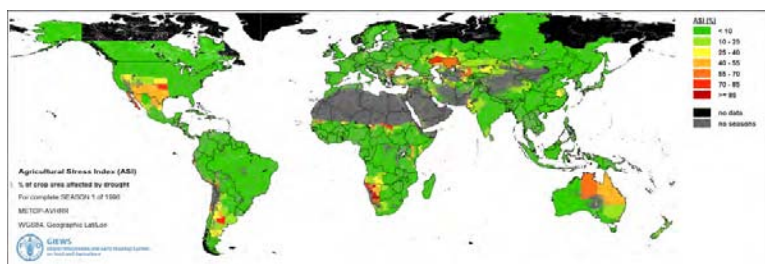 ASI (%)
< 10
10 - 25
25 - 40
40 - 55
55 - 70
70 - 85
>= 85
no data
no seasons
Agricultural Stress Index (ASI)
% of crop area affected by drought
For complete SEASON 1 of 1996
METOP-AVHRR
WGS84, Geographic Lat/Lon
GIEWS